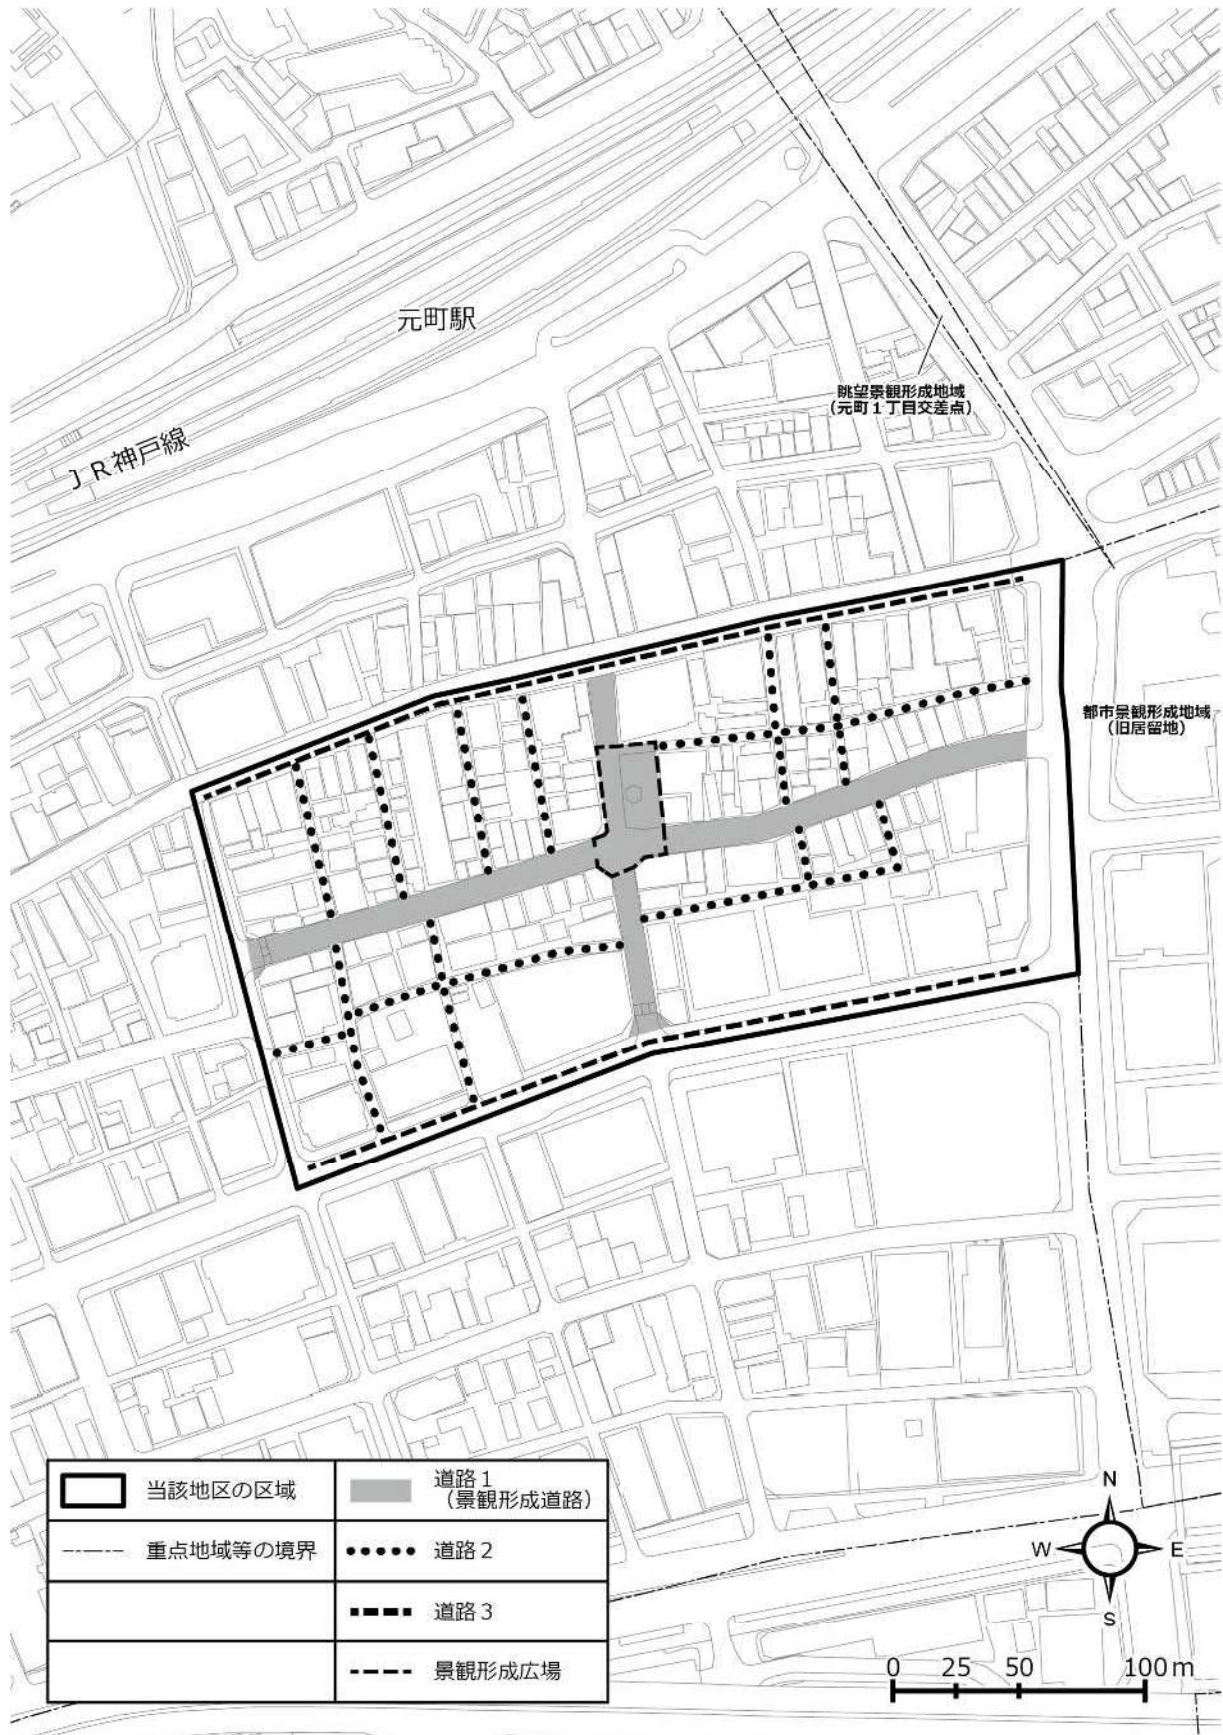 元町駅
JR神戸線
眺望景観形成地域
（元町１丁目交差点）
都市景観形成地域
（旧居留地）
当該地区の区域
道路１
（景観形成道路）
重点地域等の境界
道路２
道路３
景観形成広場
N
W
E
S
0
25
50
100m